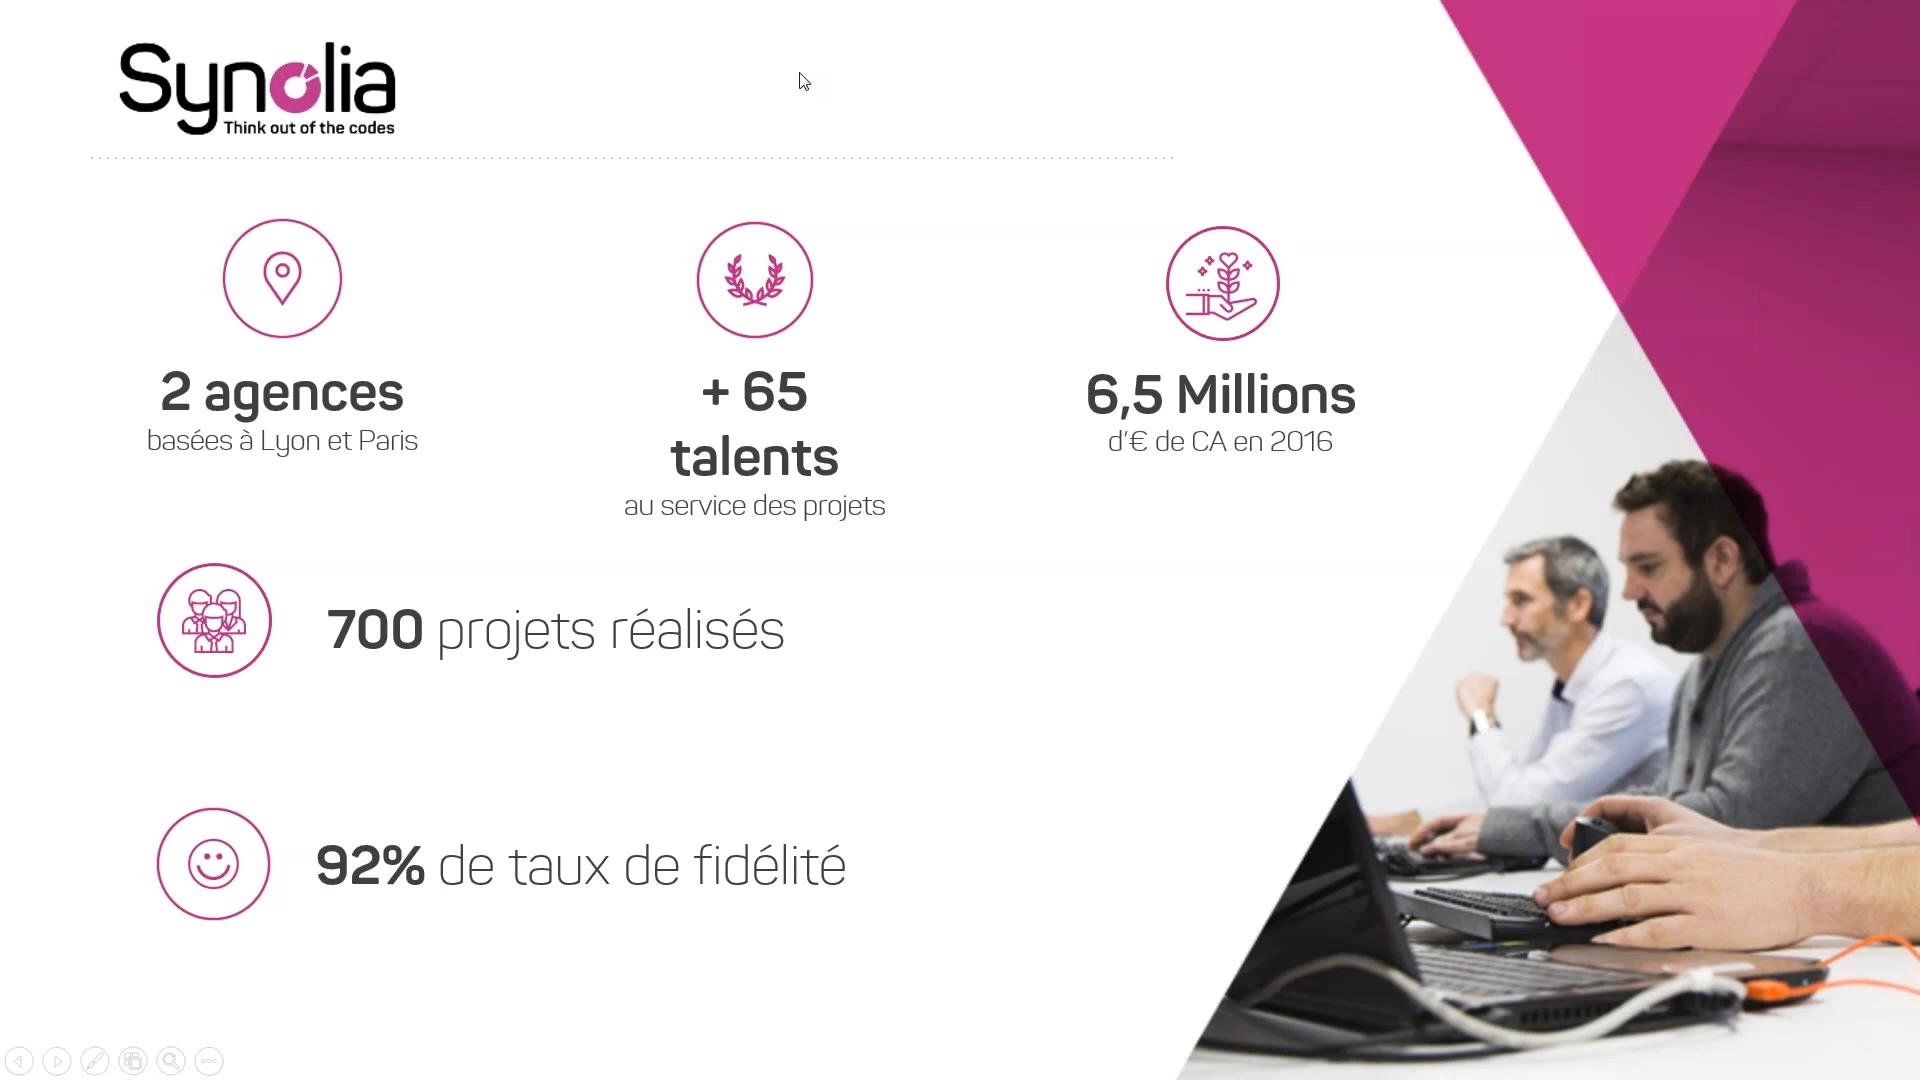 Synolia
Think out of the codes
2 agences
basées à Lyon et Paris
+ 65
talents
au service des projets
6,5 Millions
d'€ de CA en 2016
700 projets réalisés
92% de taux de fidélité